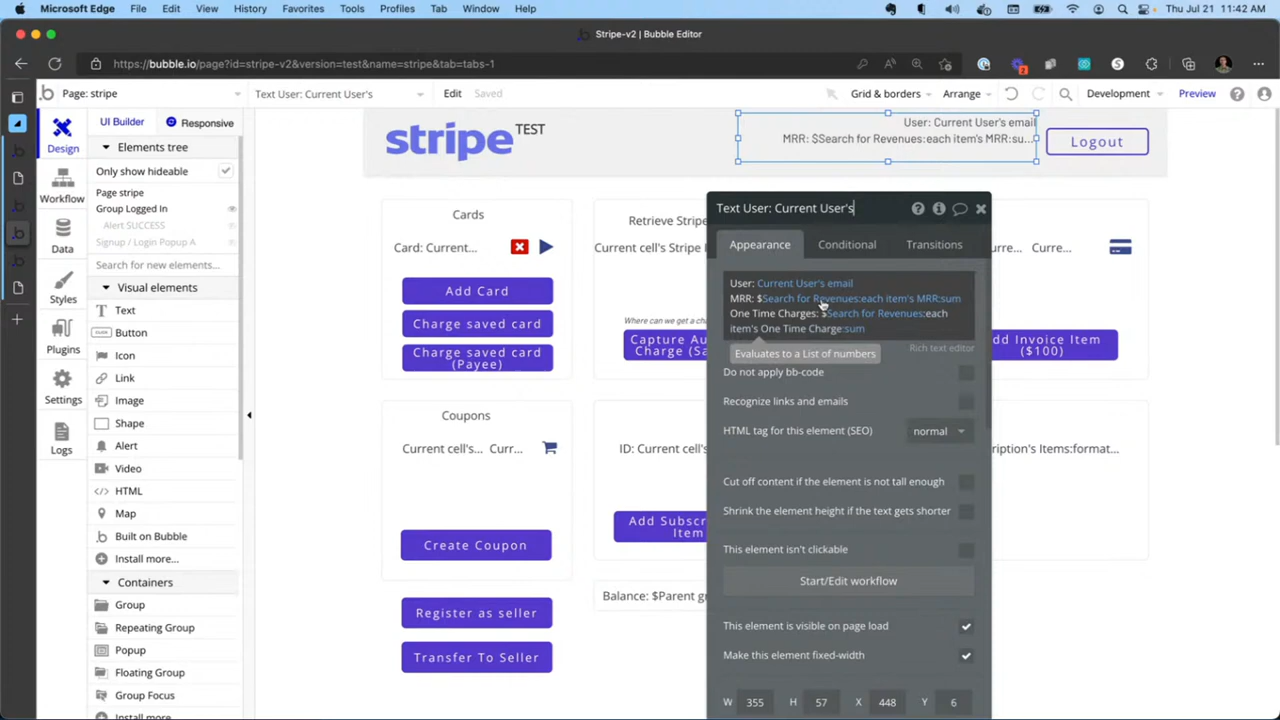 Microsoft Edge File Edit View History Favorites Tools Profiles Tab Window Help Thu Jul 21 11:42 AM
Stripe-v2 | Bubble Editor
https://bubble.io/page?id=stripe-v2&version=test&name=stripe&tab=tabs-1
Page: stripe Text User: Current User's Edit Saved Grid & borders Arrange Development Preview
UI Builder Responsive
Design
Elements tree
Only show hideable
Page stripe
Group Logged In
Alert SUCCESS
Signup / Login Popup A
Search for new elements...
Workflow
Data
Styles
Plugins
Settings
Logs
Visual elements
Text
Button
Icon
Link
Image
Shape
Alert
Video
HTML
Map
Built on Bubble
Install more...
Containers
Group
Repeating Group
Popup
Floating Group
Group Focus
Install more...
stripe TEST
User: Current User's email
MRR: $Search for Revenues:each item's MRR:su...
Logout
Cards
Card: Current...
Add Card
Charge saved card
Charge saved card
(Payee)
Retrieve Stripe
Current cell's Stripe
Where can we get a cha
Capture Au
Charge (Sa
Curre...
dd Invoice Item
($100)
Coupons
Current cell's... Curr...
Create Coupon
ID: Current cell's
Add Subscr
Item
ription's Items:format...
Register as seller
Transfer To Seller
Balance: $Parent gr
Text User: Current User's
Appearance Conditional Transitions
User: Current User's email
MRR: $Search for Revenues:each item's MRR:sum
One Time Charges: $Search for Revenues:each
item's One Time Charge:sum
Evaluates to a List of numbers
Rich text editor
Do not apply bb-code
Recognize links and emails
HTML tag for this element (SEO) normal
Cut off content if the element is not tall enough
Shrink the element height if the text gets shorter
This element isn't clickable
Start/Edit workflow
This element is visible on page load
Make this element fixed-width
W 355 H 57 X 448 Y 6